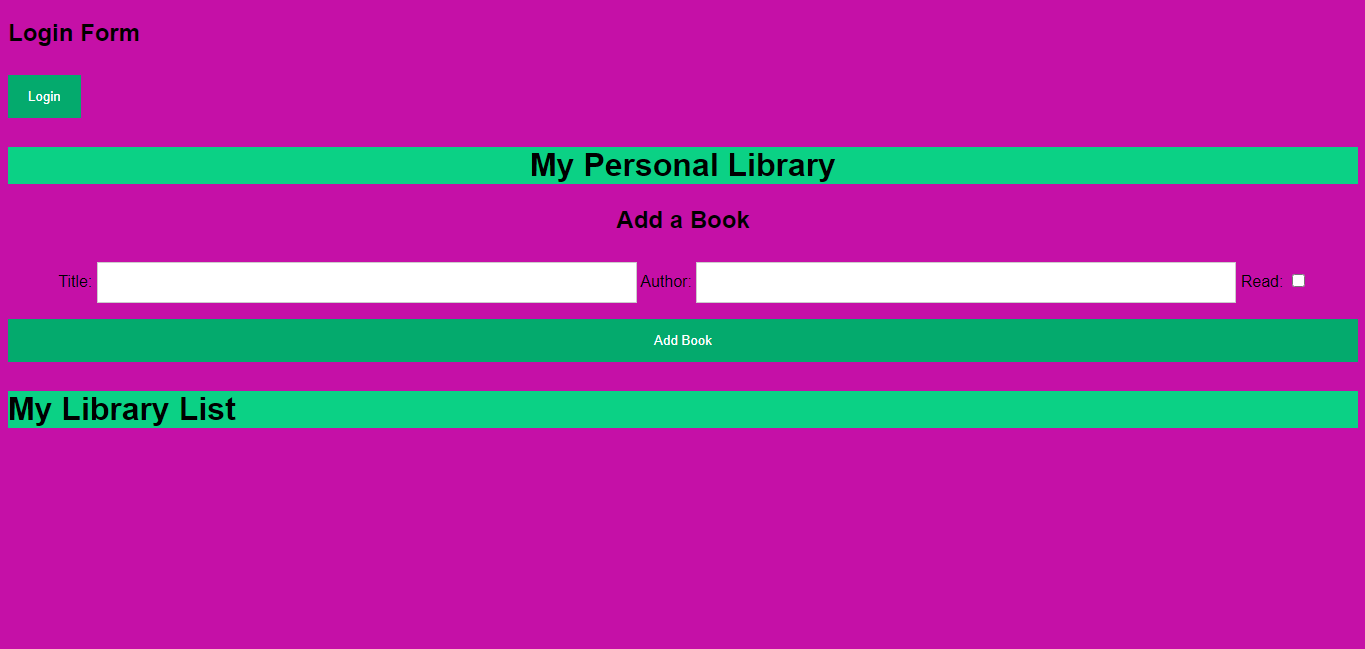 Login Form
Login
My Personal Library
Add a Book
Title: Author: Read:
Add Book
My Library List